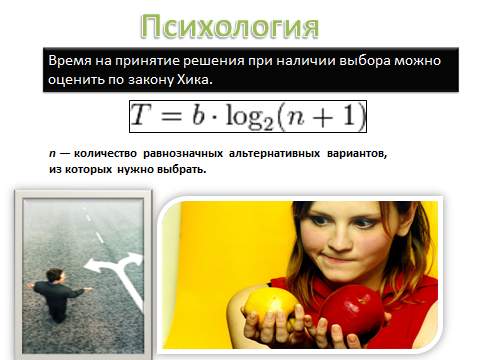 Психология
Время на принятие решения при наличии выбора можно
оценить по закону Хика.
T = b · log₂(n + 1)
n — количество равнозначных альтернативных вариантов,
из которых нужно выбрать.